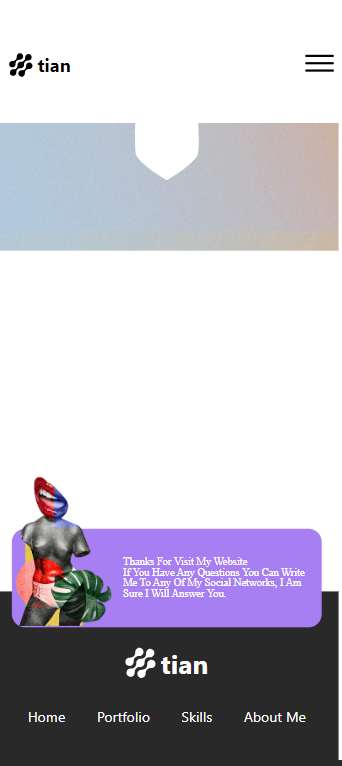 tian
Thanks For Visit My Website
If You Have Any Questions You Can Write
Me To Any Of My Social Networks, I Am
Sure I Will Answer You.
tian
Home Portfolio Skills About Me